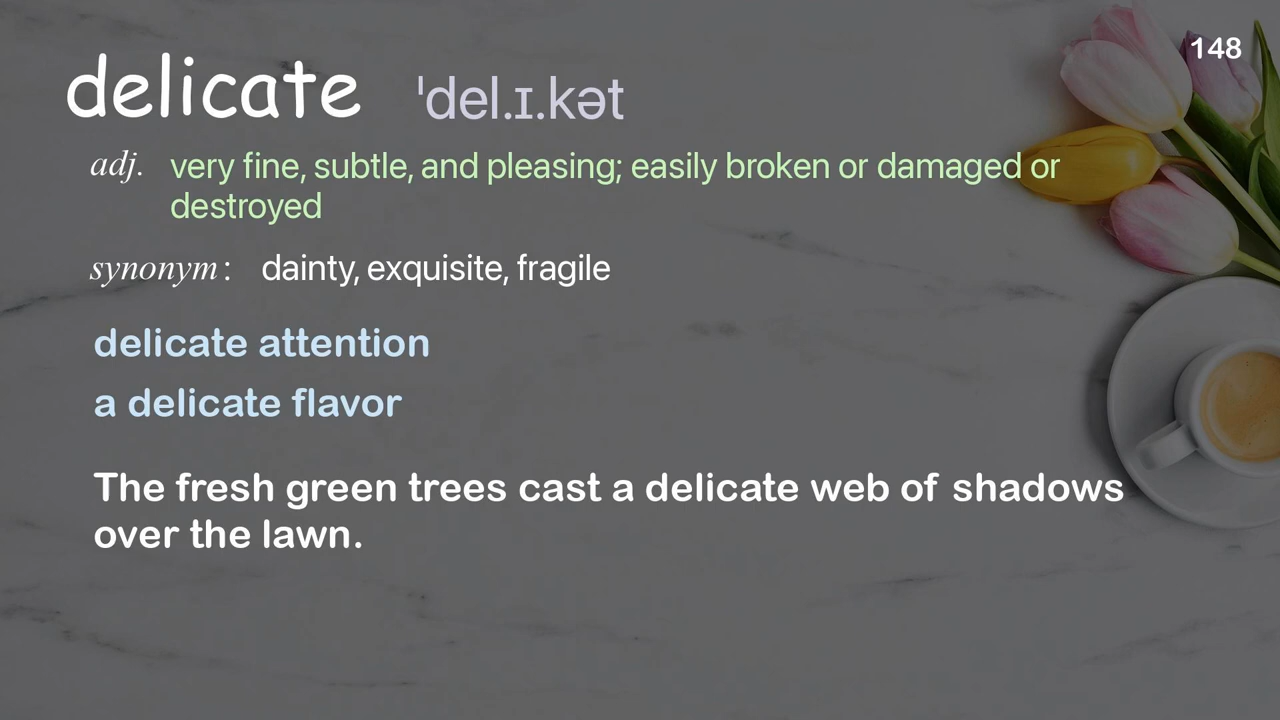 148
delicate ˈdel.ɪ.kət
adj. very fine, subtle, and pleasing; easily broken or damaged or
destroyed
synonym: dainty, exquisite, fragile
delicate attention
a delicate flavor
The fresh green trees cast a delicate web of shadows
over the lawn.